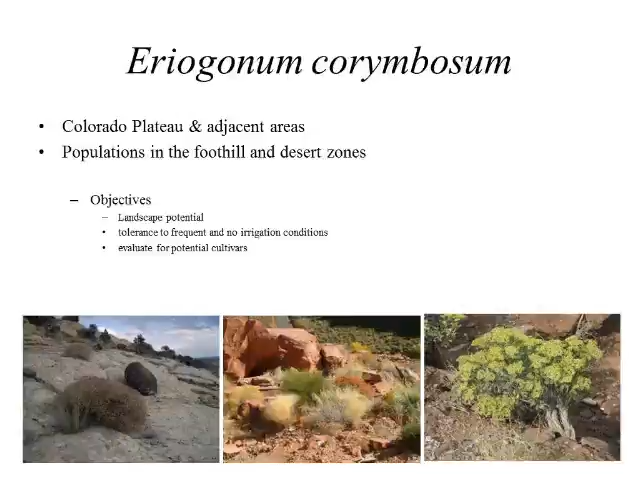 Eriogonum corymbosum
• Colorado Plateau & adjacent areas
• Populations in the foothill and desert zones
– Objectives
– Landscape potential
• tolerance to frequent and no irrigation conditions
• evaluate for potential cultivars